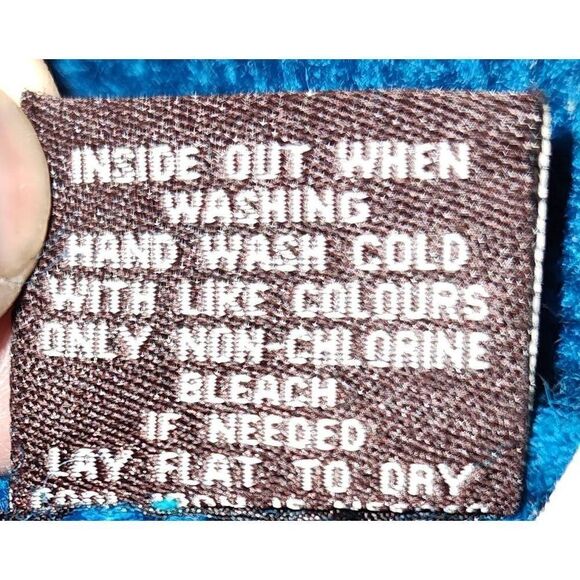 INSIDE OUT WHEN
WASHING
HAND WASH COLD
WITH LIKE COLOURS
ONLY NON-CHLORINE
BLEACH
IF NEEDED
LAY FLAT TO DRY